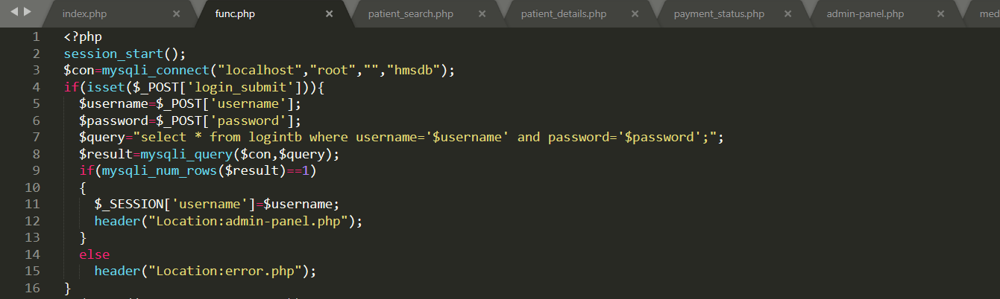 index.php × func.php × patient_search.php × patient_details.php × payment_status.php × admin-panel.php × med
1 <?php
2 session_start();
3 $con=mysqli_connect("localhost","root","","hmsdb");
4 if(isset($_POST['login_submit'])){
5 $username=$_POST['username'];
6 $password=$_POST['password'];
7 $query="select * from logintb where username='$username' and password='$password';";
8 $result=mysqli_query($con,$query);
9 if(mysqli_num_rows($result)==1)
10 {
11 $_SESSION['username']=$username;
12 header("Location:admin-panel.php");
13 }
14 else
15 header("Location:error.php");
16 }